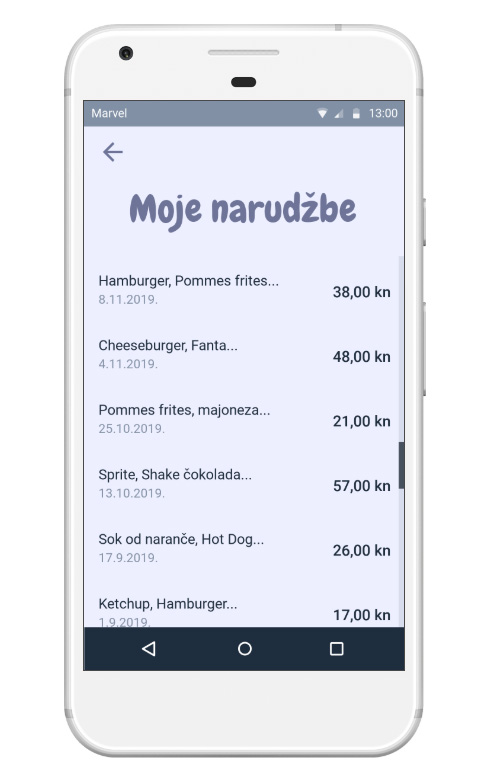 Marvel 13:00
Moje narudžbe
Hamburger, Pommes frites...
38,00 kn
8.11.2019.
Cheeseburger, Fanta...
48,00 kn
4.11.2019.
Pommes frites, majoneza...
21,00 kn
25.10.2019.
Sprite, Shake čokolada...
57,00 kn
13.10.2019.
Sok od naranče, Hot Dog...
26,00 kn
17.9.2019.
Ketchup, Hamburger...
17,00 kn
1.9.2019.